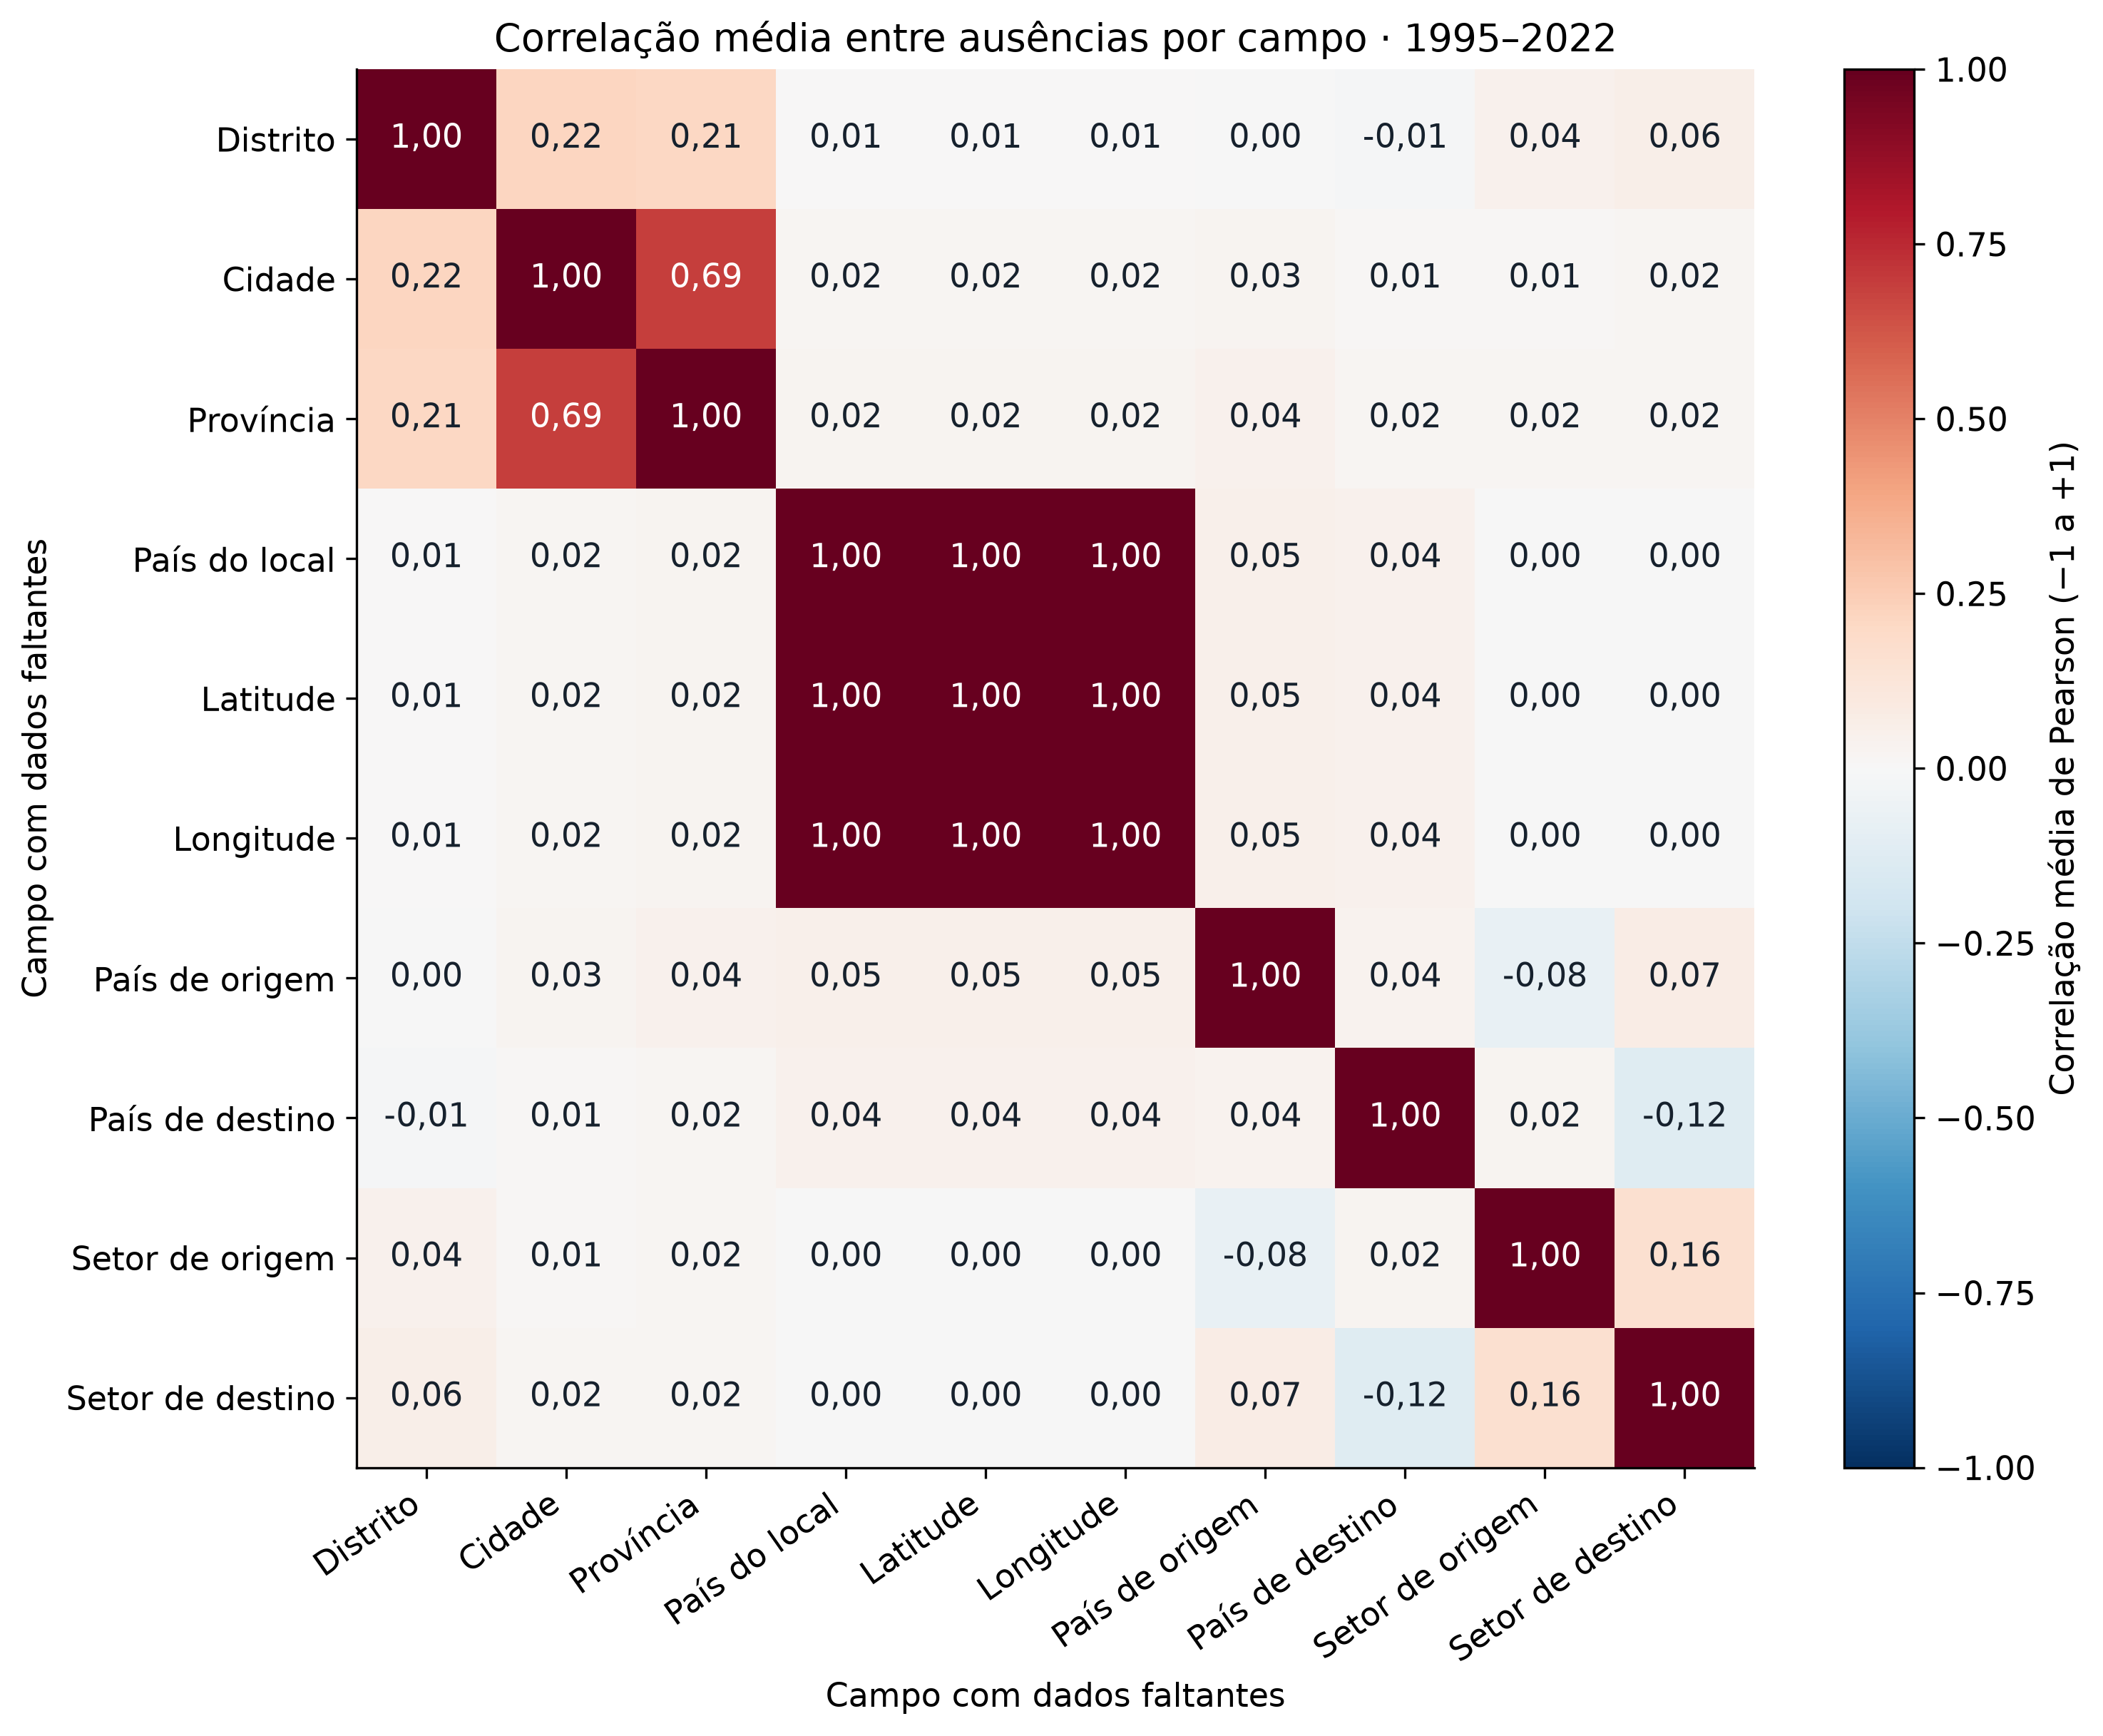 Correlação média entre ausências por campo · 1995–2022
Campo com dados faltantes
Distrito 1,00 0,22 0,21 0,01 0,01 0,01 0,00 -0,01 0,04 0,06
Cidade 0,22 1,00 0,69 0,02 0,02 0,02 0,03 0,01 0,01 0,02
Província 0,21 0,69 1,00 0,02 0,02 0,02 0,04 0,02 0,02 0,02
País do local 0,01 0,02 0,02 1,00 1,00 1,00 0,05 0,04 0,00 0,00
Latitude 0,01 0,02 0,02 1,00 1,00 1,00 0,05 0,04 0,00 0,00
Longitude 0,01 0,02 0,02 1,00 1,00 1,00 0,05 0,04 0,00 0,00
País de origem 0,00 0,03 0,04 0,05 0,05 0,05 1,00 0,04 -0,08 0,07
País de destino -0,01 0,01 0,02 0,04 0,04 0,04 0,04 1,00 0,02 -0,12
Setor de origem 0,04 0,01 0,02 0,00 0,00 0,00 -0,08 0,02 1,00 0,16
Setor de destino 0,06 0,02 0,02 0,00 0,00 0,00 0,07 -0,12 0,16 1,00
Distrito
Cidade
Província
País do local
Latitude
Longitude
País de origem
País de destino
Setor de origem
Setor de destino
Campo com dados faltantes
1.00
0.75
0.50
0.25
0.00
−0.25
−0.50
−0.75
−1.00
Correlação média de Pearson (−1 a +1)